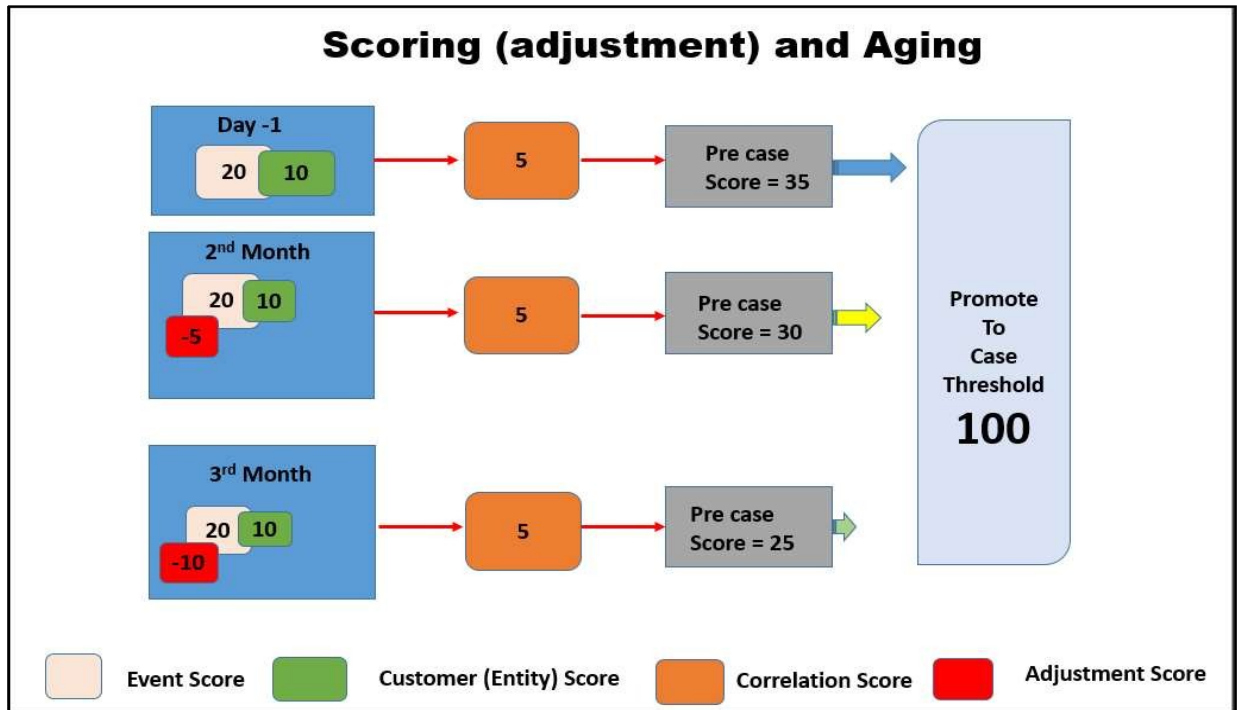 Scoring (adjustment) and Aging
Day -1
20
10
5
Pre case
Score = 35
2nd Month
20
10
-5
5
Pre case
Score = 30
3rd Month
20
10
-10
5
Pre case
Score = 25
Promote
To
Case
Threshold
100
Event Score
Customer (Entity) Score
Correlation Score
Adjustment Score